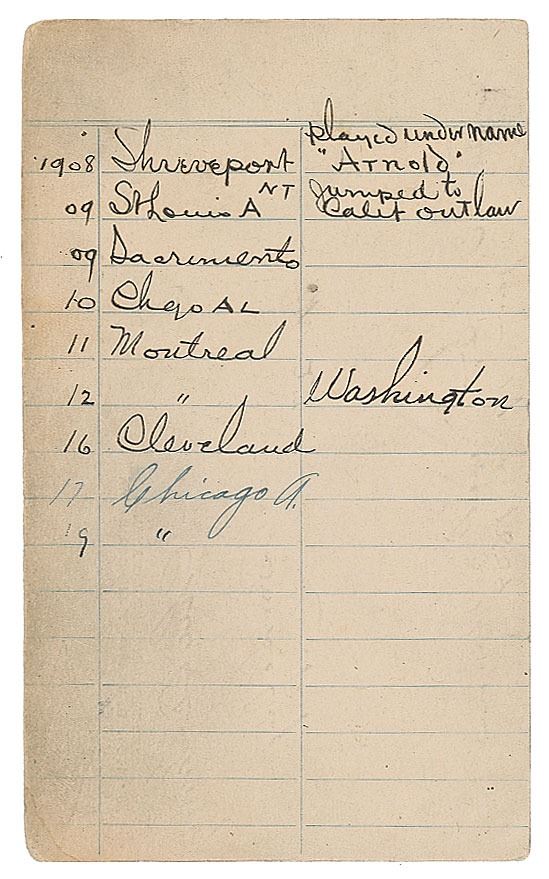 played under name
1908 Shreveport "Arnold"
NT Jumped to
09 St Louis A Calif outlaw
09 Sacrimento
10 Chgo AL
11 Montreal
12 " Washington
16 Cleveland
17 Chicago A.
19 "